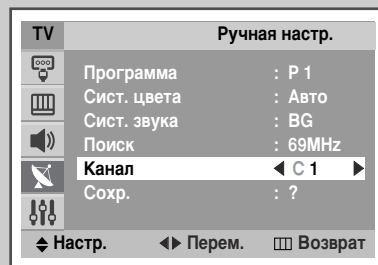 TV Ручная настр.
Программа : P 1
Сист. цвета : Авто
Сист. звука : BG
Поиск : 69MHz
Канал ◀ C 1 ▶
Сохр. : ?
Настр. Перем. Возврат